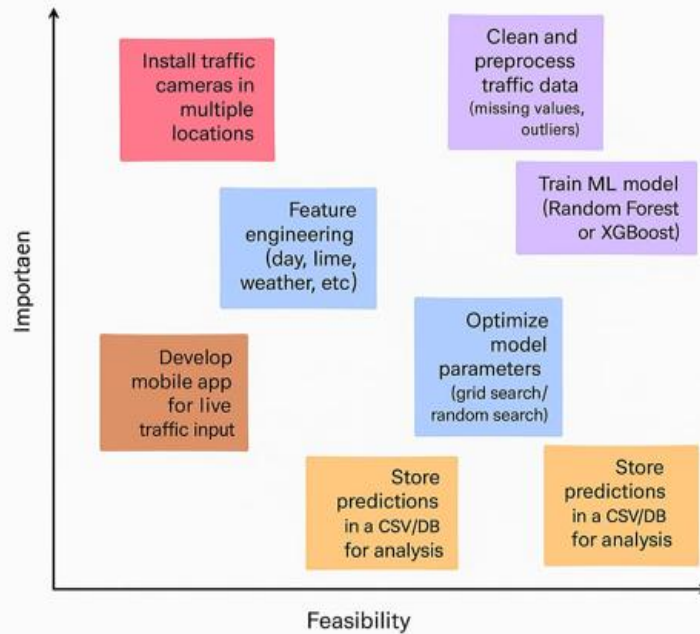 Install traffic
cameras in
multiple
locations
Clean and
preprocess
traffic data
(missing values,
outliers)
Train ML model
(Random Forest
or XGBoost)
Feature
engineering
(day, lime,
weather, etc)
Optimize
model
parameters
(grid search/
random search)
Develop
mobile app
for live
traffic input
Store
predictions
in a CSV/DB
for analysis
Store
predictions
in a CSV/DB
for analysis
Importaen
Feasibility